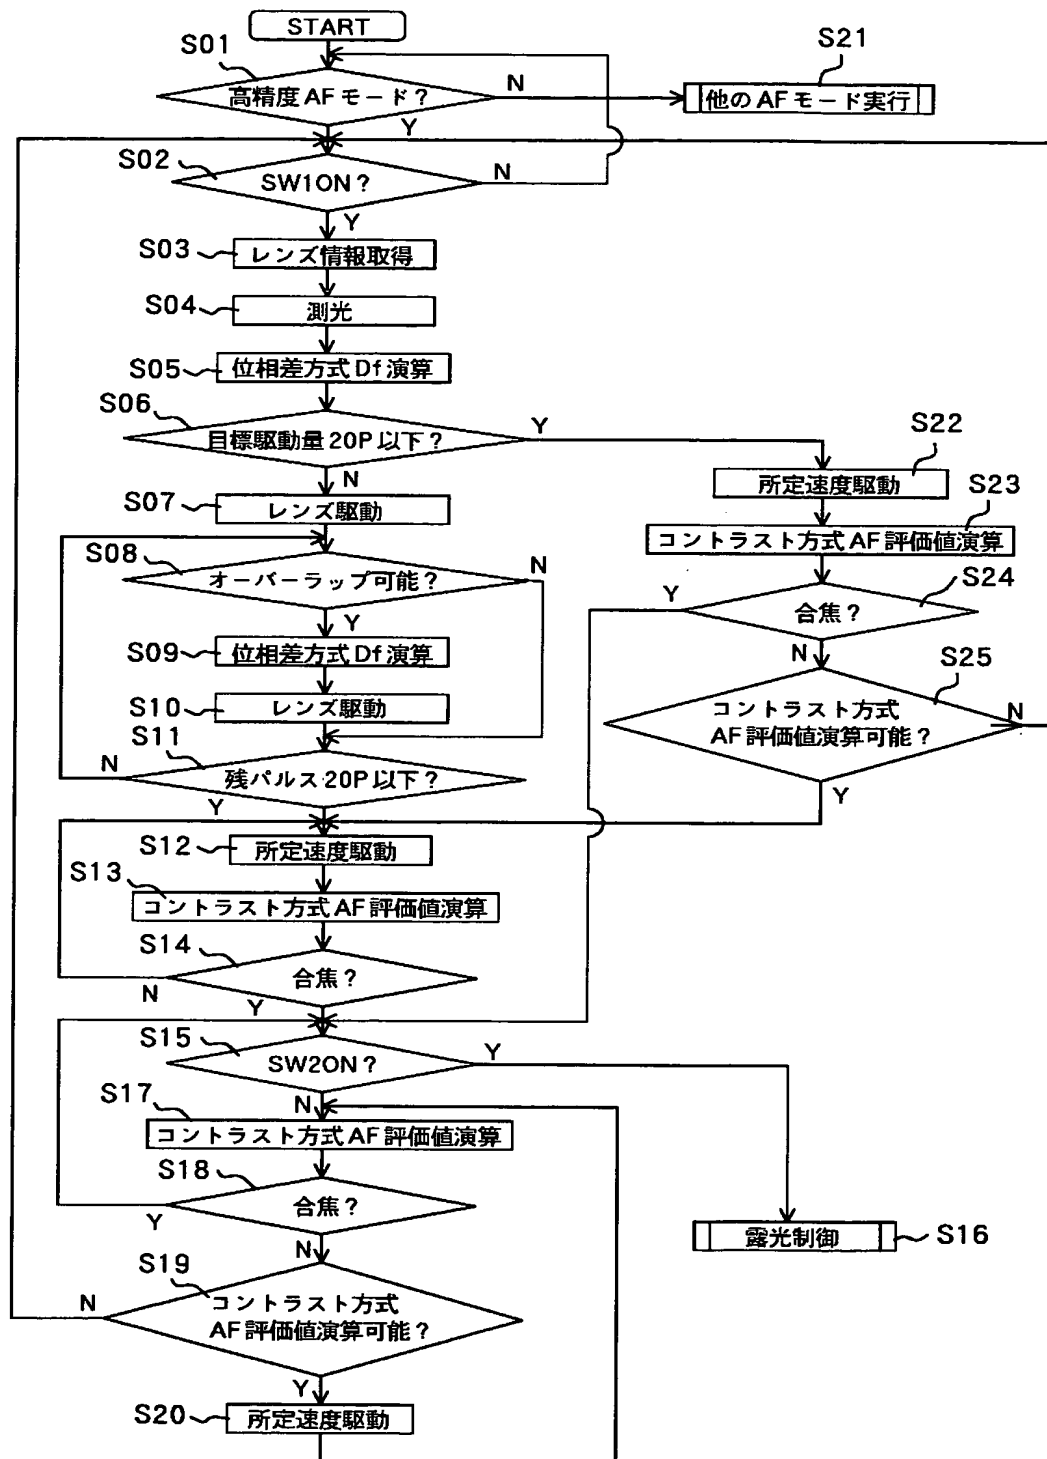 START
S01
高精度AFモード?
N
S21
他のAFモード実行
Y
S02
SW1ON?
N
Y
S03
レンズ情報取得
S04
測光
S05
位相差方式Df演算
S06
目標駆動量20P以下?
Y
N
S22
所定速度駆動
S07
レンズ駆動
S23
コントラスト方式AF評価値演算
S08
オーバーラップ可能?
N
Y
S24
合焦?
Y
N
S09
位相差方式Df演算
S10
レンズ駆動
S25
コントラスト方式
AF評価値演算可能?
N
Y
S11
残パルス20P以下?
N
Y
S12
所定速度駆動
S13
コントラスト方式AF評価値演算
S14
合焦?
N
Y
S15
SW2ON?
Y
N
S17
コントラスト方式AF評価値演算
S18
合焦?
Y
N
露光制御
S16
S19
コントラスト方式
AF評価値演算可能?
N
Y
S20
所定速度駆動